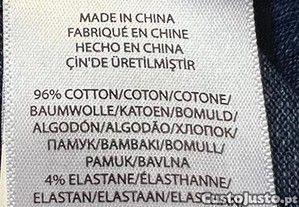 MADE IN CHINA
FABRIQUÉ EN CHINE
HECHO EN CHINA
ÇİN'DE ÜRETİLMİŞTİR
96% COTTON/COTON/COTONE/
BAUMWOLLE/KATOEN/BOMULD/
ALGODÓN/ALGODÃO/ХЛОПОК/
ПАМУК/BAMBAKI/BOMULL/
PAMUK/BAVLNA
4% ELASTANE/ÉLASTHANNE/
ELASTAN/ELASTAAN/
CustoJusto.pt